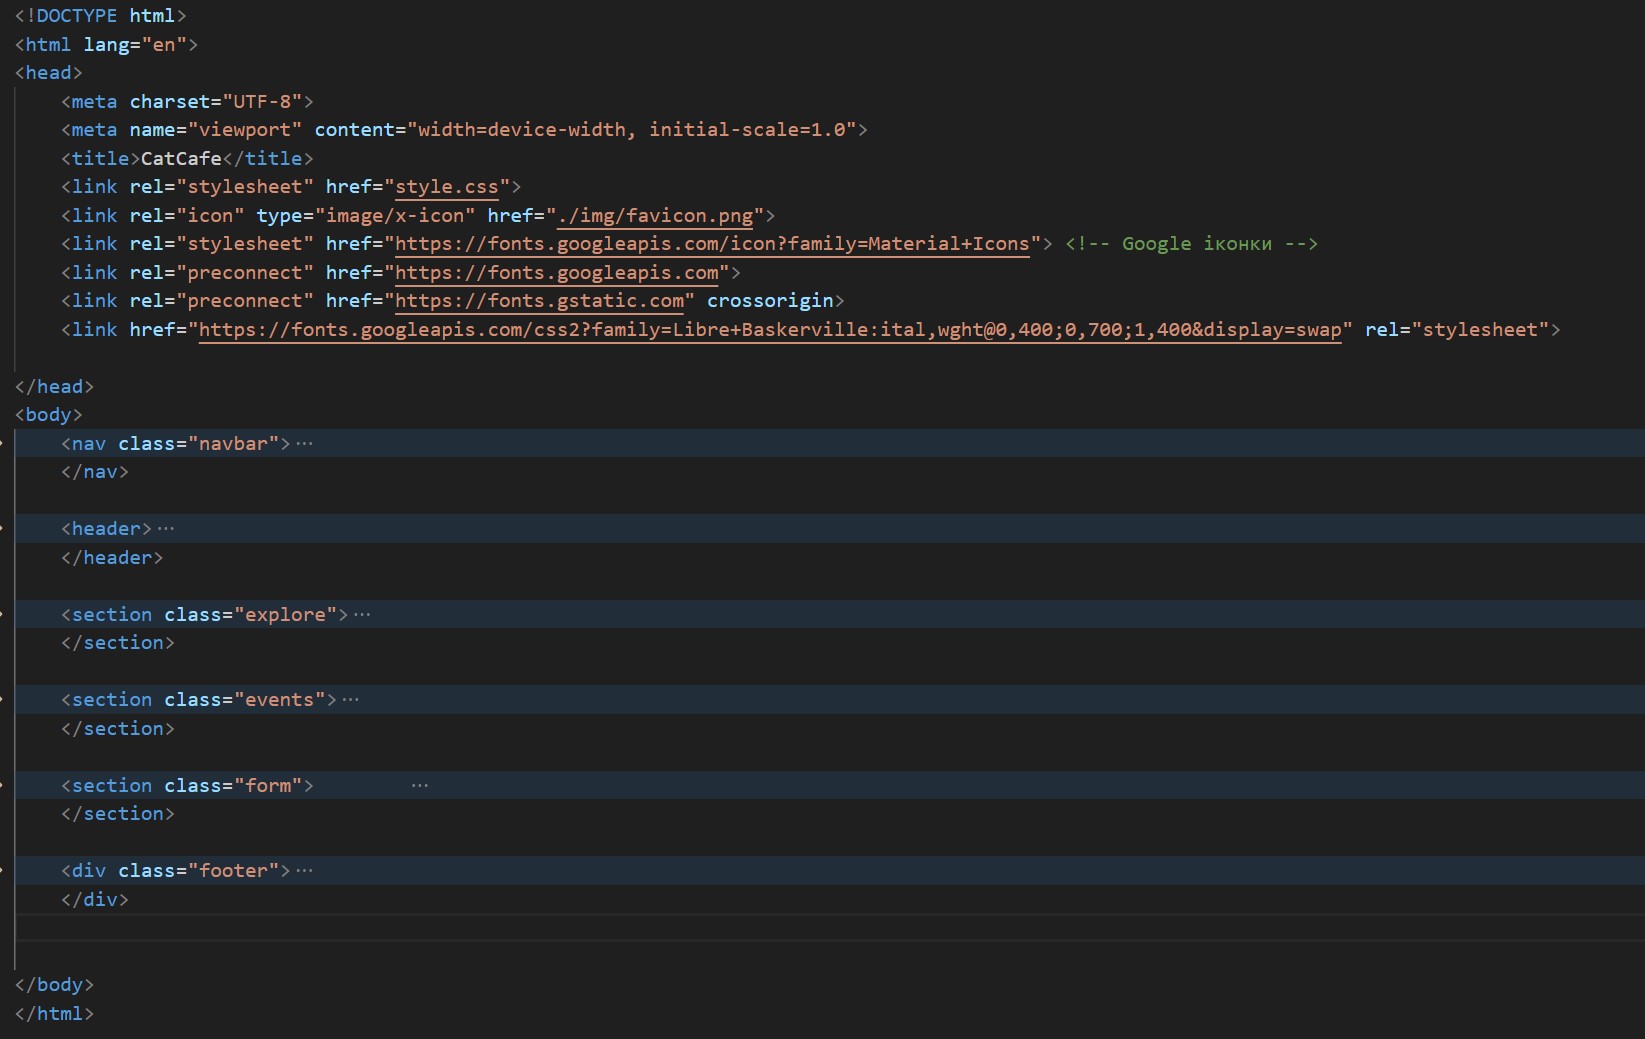 <!DOCTYPE html>
<html lang="en">
<head>
    <meta charset="UTF-8">
    <meta name="viewport" content="width=device-width, initial-scale=1.0">
    <title>CatCafe</title>
    <link rel="stylesheet" href="style.css">
    <link rel="icon" type="image/x-icon" href="./img/favicon.png">
    <link rel="stylesheet" href="https://fonts.googleapis.com/icon?family=Material+Icons"> <!-- Google іконки -->
    <link rel="preconnect" href="https://fonts.googleapis.com">
    <link rel="preconnect" href="https://fonts.gstatic.com" crossorigin>
    <link href="https://fonts.googleapis.com/css2?family=Libre+Baskerville:ital,wght@0,400;0,700;1,400&display=swap" rel="stylesheet">
</head>
<body>
    <nav class="navbar">⋯
    </nav>
    <header>⋯
    </header>
    <section class="explore">⋯
    </section>
    <section class="events">⋯
    </section>
    <section class="form">        ⋯
    </section>
    <div class="footer">⋯
    </div>
</body>
</html>